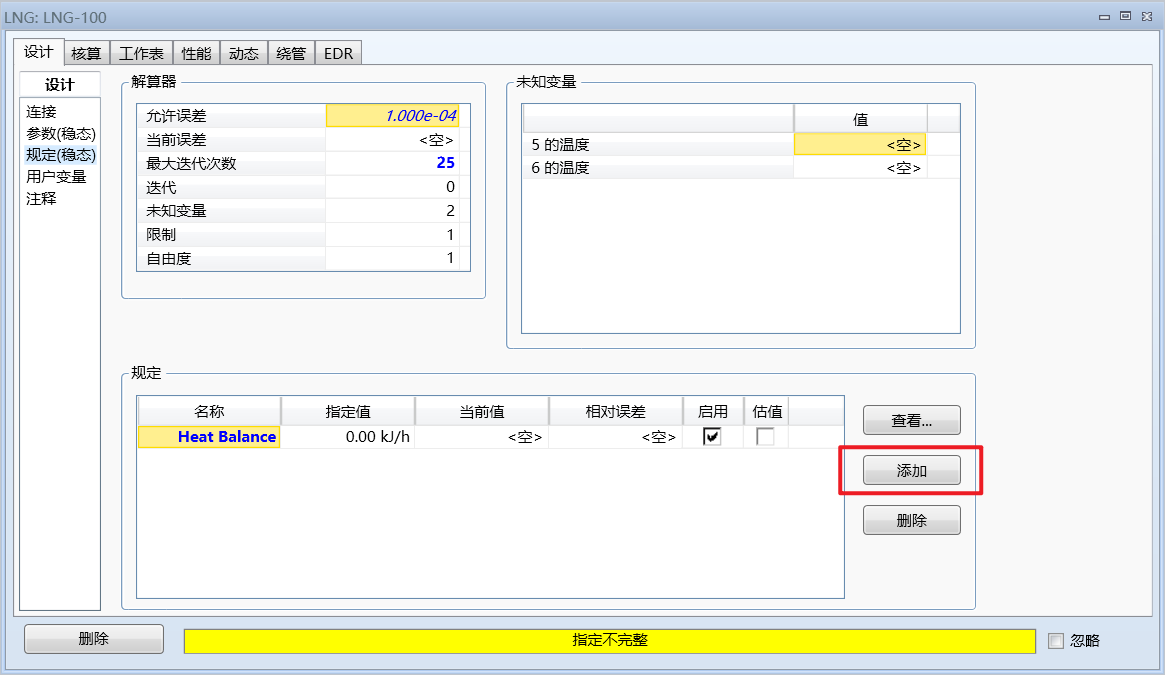 LNG: LNG-100
设计 核算 工作表 性能 动态 绕管 EDR
设计
连接
参数(稳态)
规定(稳态)
用户变量
注释
解算器
允许误差 1.000e-04
当前误差 <空>
最大迭代次数 25
迭代 0
未知变量 2
限制 1
自由度 1
未知变量
值
5 的温度 <空>
6 的温度 <空>
规定
名称 指定值 当前值 相对误差 启用 估值
Heat Balance 0.00 kJ/h <空> <空>
查看...
添加
删除
删除 指定不完整 忽略